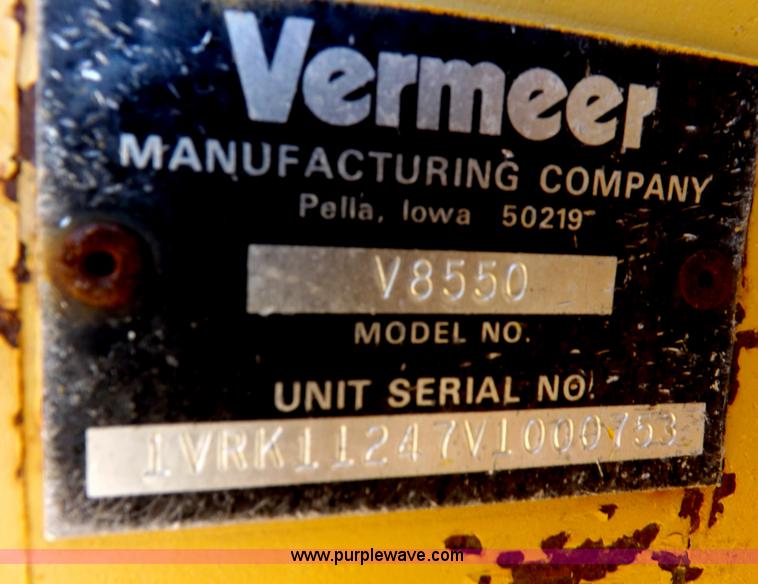 Vermeer
MANUFACTURING COMPANY
Pella, Iowa 50219
V8550
MODEL NO.
UNIT SERIAL NO.
1VRK11247V1000753
www.purplewave.com